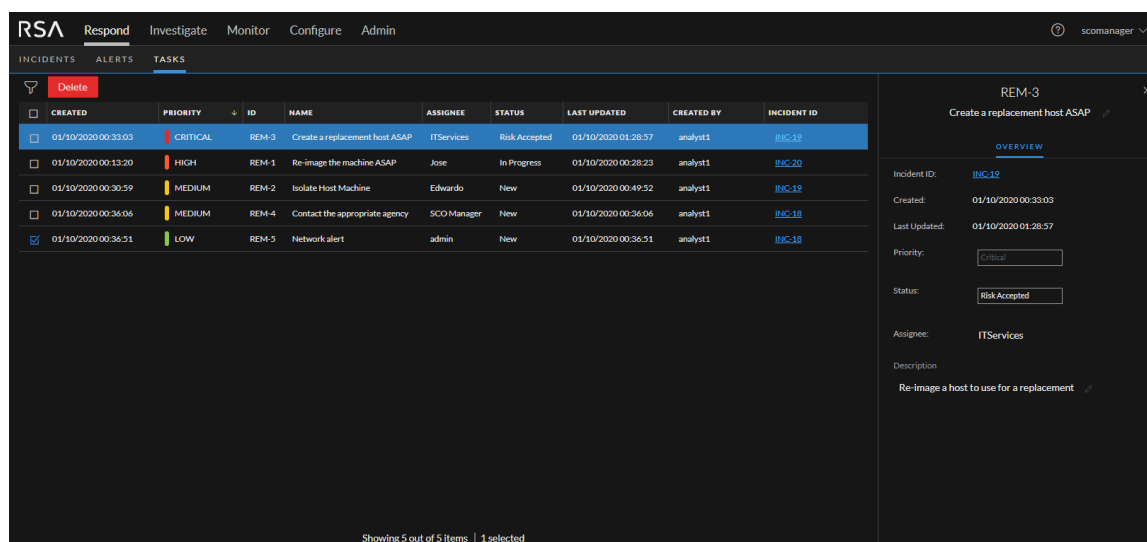 RSA Respond Investigate Monitor Configure Admin scomanager
INCIDENTS ALERTS TASKS
Delete
CREATED PRIORITY ID NAME ASSIGNEE STATUS LAST UPDATED CREATED BY INCIDENT ID
01/10/2020 00:33:03 CRITICAL REM-3 Create a replacement host ASAP ITServices Risk Accepted 01/10/2020 01:28:57 analyst1 INC-19
01/10/2020 00:13:20 HIGH REM-1 Re-image the machine ASAP Jose In Progress 01/10/2020 00:28:23 analyst1 INC-20
01/10/2020 00:30:59 MEDIUM REM-2 Isolate Host Machine Edwardo New 01/10/2020 00:49:52 analyst1 INC-19
01/10/2020 00:36:06 MEDIUM REM-4 Contact the appropriate agency SCO Manager New 01/10/2020 00:36:06 analyst1 INC-18
01/10/2020 00:36:51 LOW REM-5 Network alert admin New 01/10/2020 00:36:51 analyst1 INC-18
Showing 5 out of 5 items | 1 selected
REM-3
Create a replacement host ASAP
OVERVIEW
Incident ID: INC-19
Created: 01/10/2020 00:33:03
Last Updated: 01/10/2020 01:28:57
Priority: Critical
Status: Risk Accepted
Assignee: ITServices
Description
Re-image a host to use for a replacement